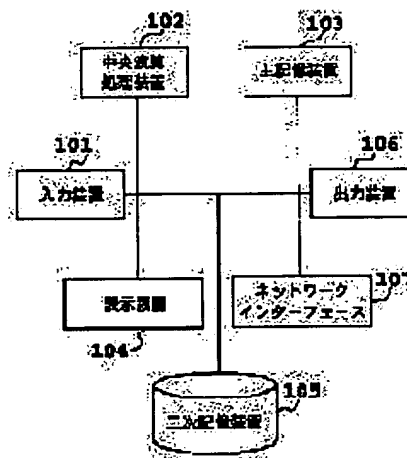 102
中央演算
処理装置
103
主記憶装置
101
入力装置
106
出力装置
表示装置
104
ネットワーク
インターフェース
107
二次記憶装置
105